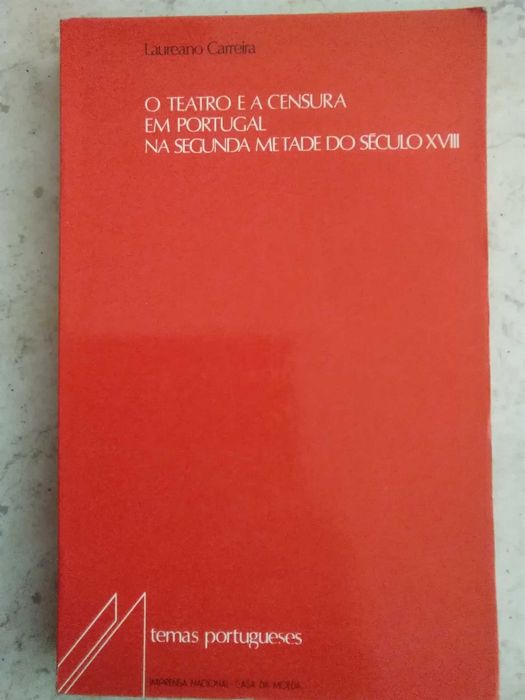 Laureano Carreira
O TEATRO E A CENSURA
EM PORTUGAL
NA SEGUNDA METADE DO SÉCULO XVIII
temas portugueses
IMPRENSA NACIONAL - CASA DA MOEDA